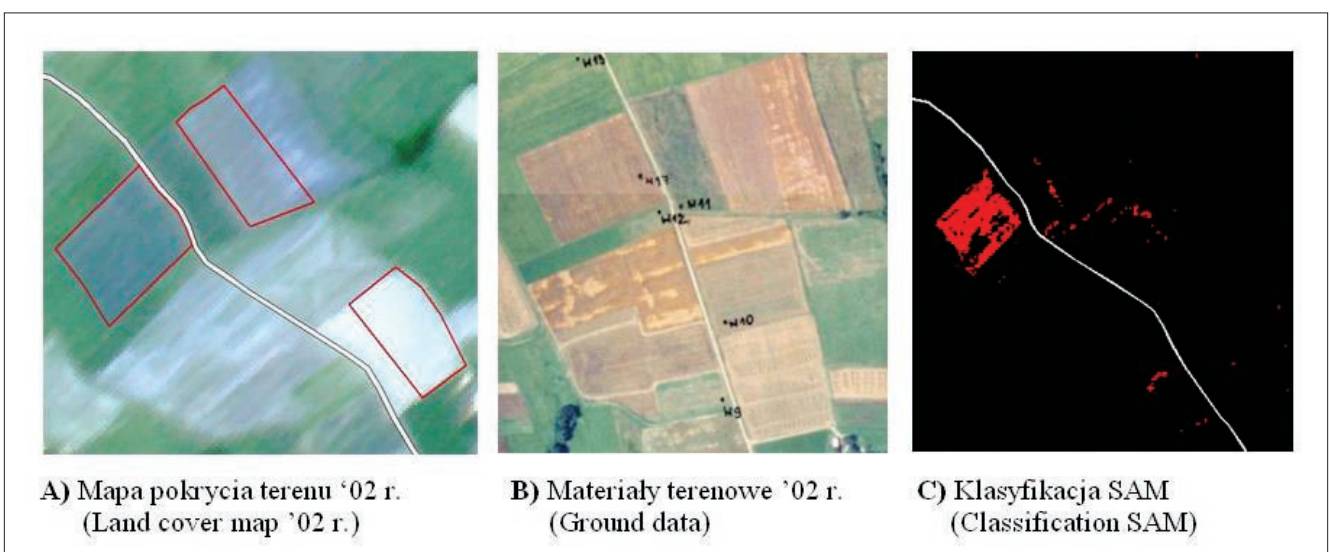 W19
W17
W11
W12
W10
W9
A) Mapa pokrycia terenu ‘02 r.
(Land cover map ’02 r.)
B) Materiały terenowe ’02 r.
(Ground data)
C) Klasyfikacja SAM
(Classification SAM)